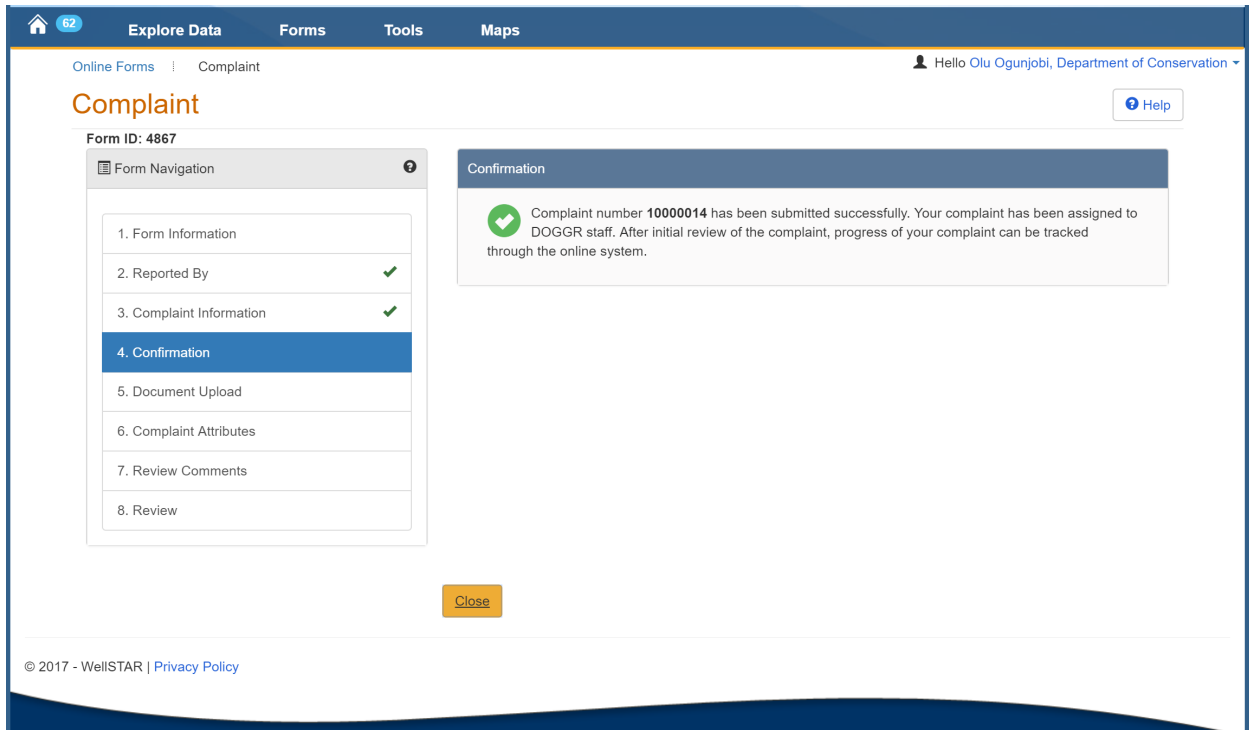 62 Explore Data Forms Tools Maps
Online Forms Complaint Hello Olu Ogunjobi, Department of Conservation
Complaint
Help
Form ID: 4867
Form Navigation
1. Form Information
2. Reported By
3. Complaint Information
4. Confirmation
5. Document Upload
6. Complaint Attributes
7. Review Comments
8. Review
Confirmation
Complaint number 10000014 has been submitted successfully. Your complaint has been assigned to
DOGGR staff. After initial review of the complaint, progress of your complaint can be tracked
through the online system.
Close
© 2017 - WellSTAR | Privacy Policy